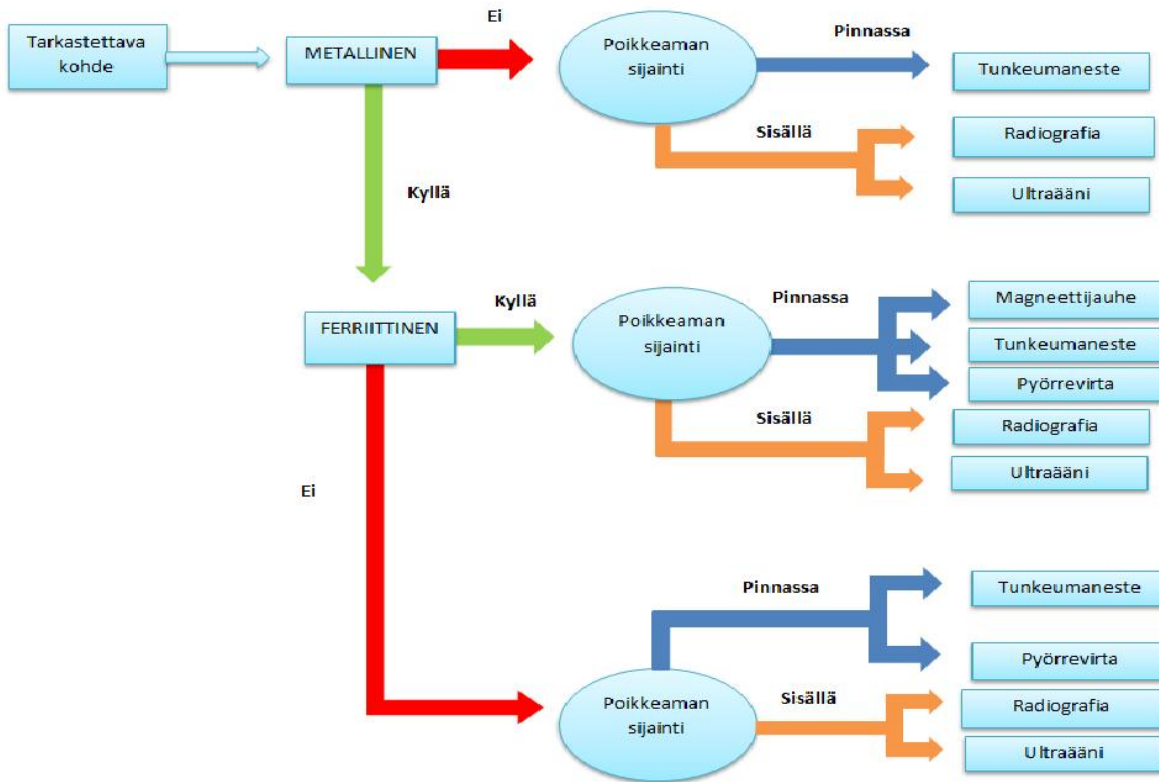 Tarkastettava
kohde
METALLINEN
Ei
Poikkeaman
sijainti
Pinnassa
Tunkeumaneste
Sisällä
Radiografia
Ultraääni
Kyllä
FERRIITTINEN
Kyllä
Poikkeaman
sijainti
Pinnassa
Magneettijauhe
Tunkeumaneste
Pyörrevirta
Sisällä
Radiografia
Ultraääni
Ei
Poikkeaman
sijainti
Pinnassa
Tunkeumaneste
Pyörrevirta
Sisällä
Radiografia
Ultraääni